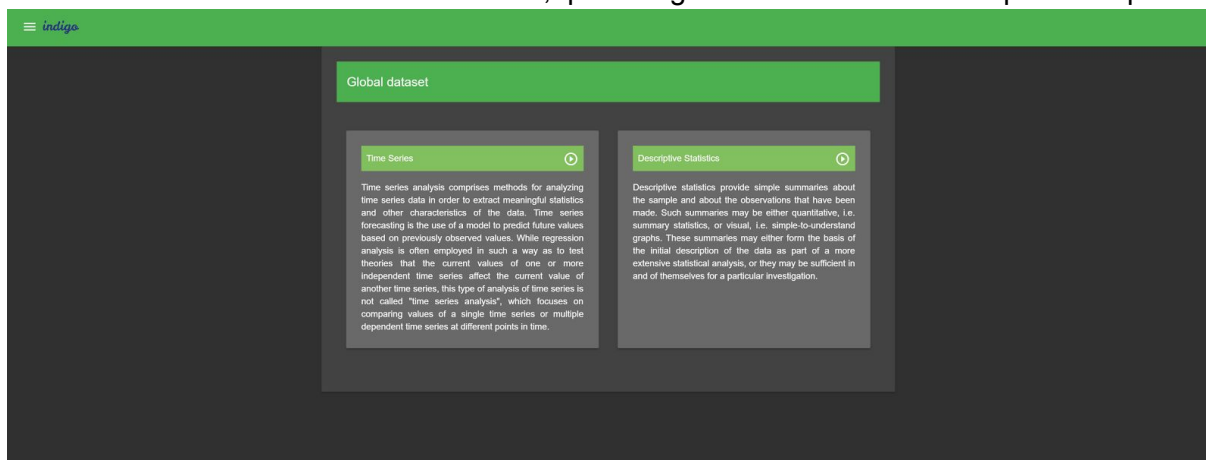 indigo
Global dataset
Time Series
Time series analysis comprises methods for analyzing
time series data in order to extract meaningful statistics
and other characteristics of the data. Time series
forecasting is the use of a model to predict future values
based on previously observed values. While regression
analysis is often employed in such a way as to test
theories that the current values of one or more
independent time series affect the current value of
another time series, this type of analysis of time series is
not called "time series analysis", which focuses on
comparing values of a single time series or multiple
dependent time series at different points in time.
Descriptive Statistics
Descriptive statistics provide simple summaries about
the sample and about the observations that have been
made. Such summaries may be either quantitative, i.e.
summary statistics, or visual, i.e. simple-to-understand
graphs. These summaries may either form the basis of
the initial description of the data as part of a more
extensive statistical analysis, or they may be sufficient in
and of themselves for a particular investigation.